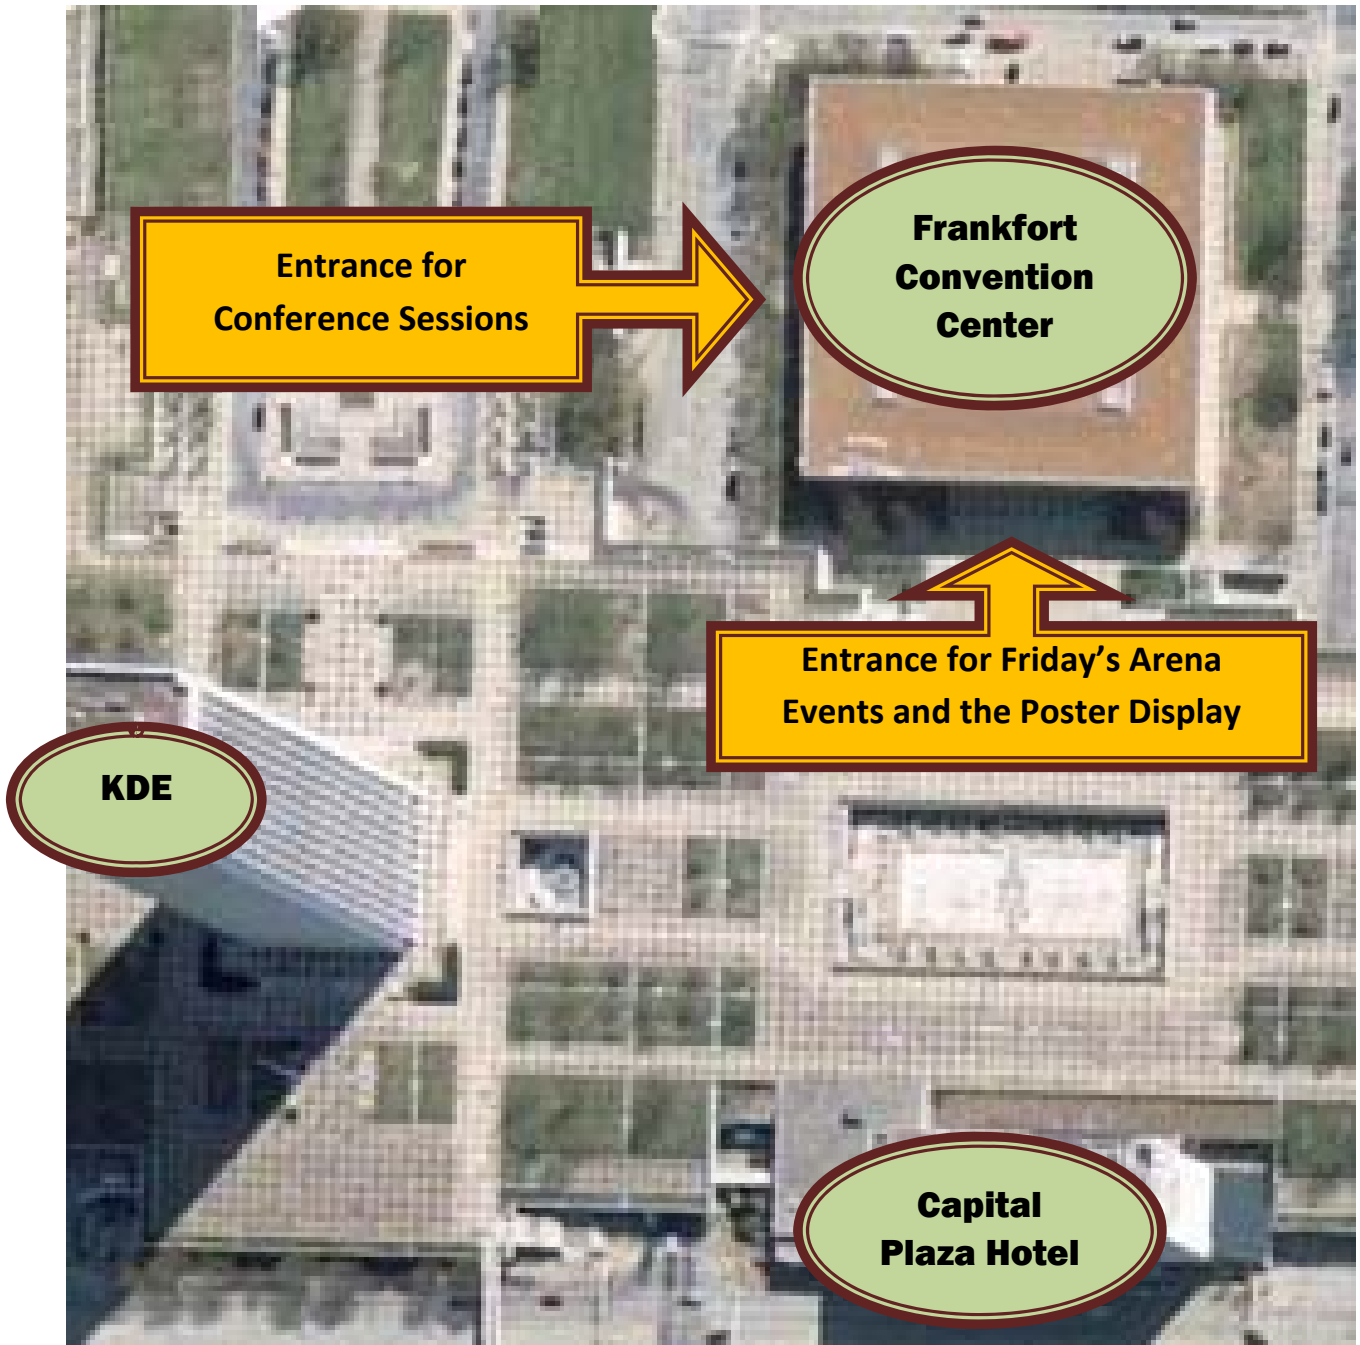 Entrance for
Conference Sessions
Frankfort
Convention
Center
Entrance for Friday’s Arena
Events and the Poster Display
KDE
Capital
Plaza Hotel